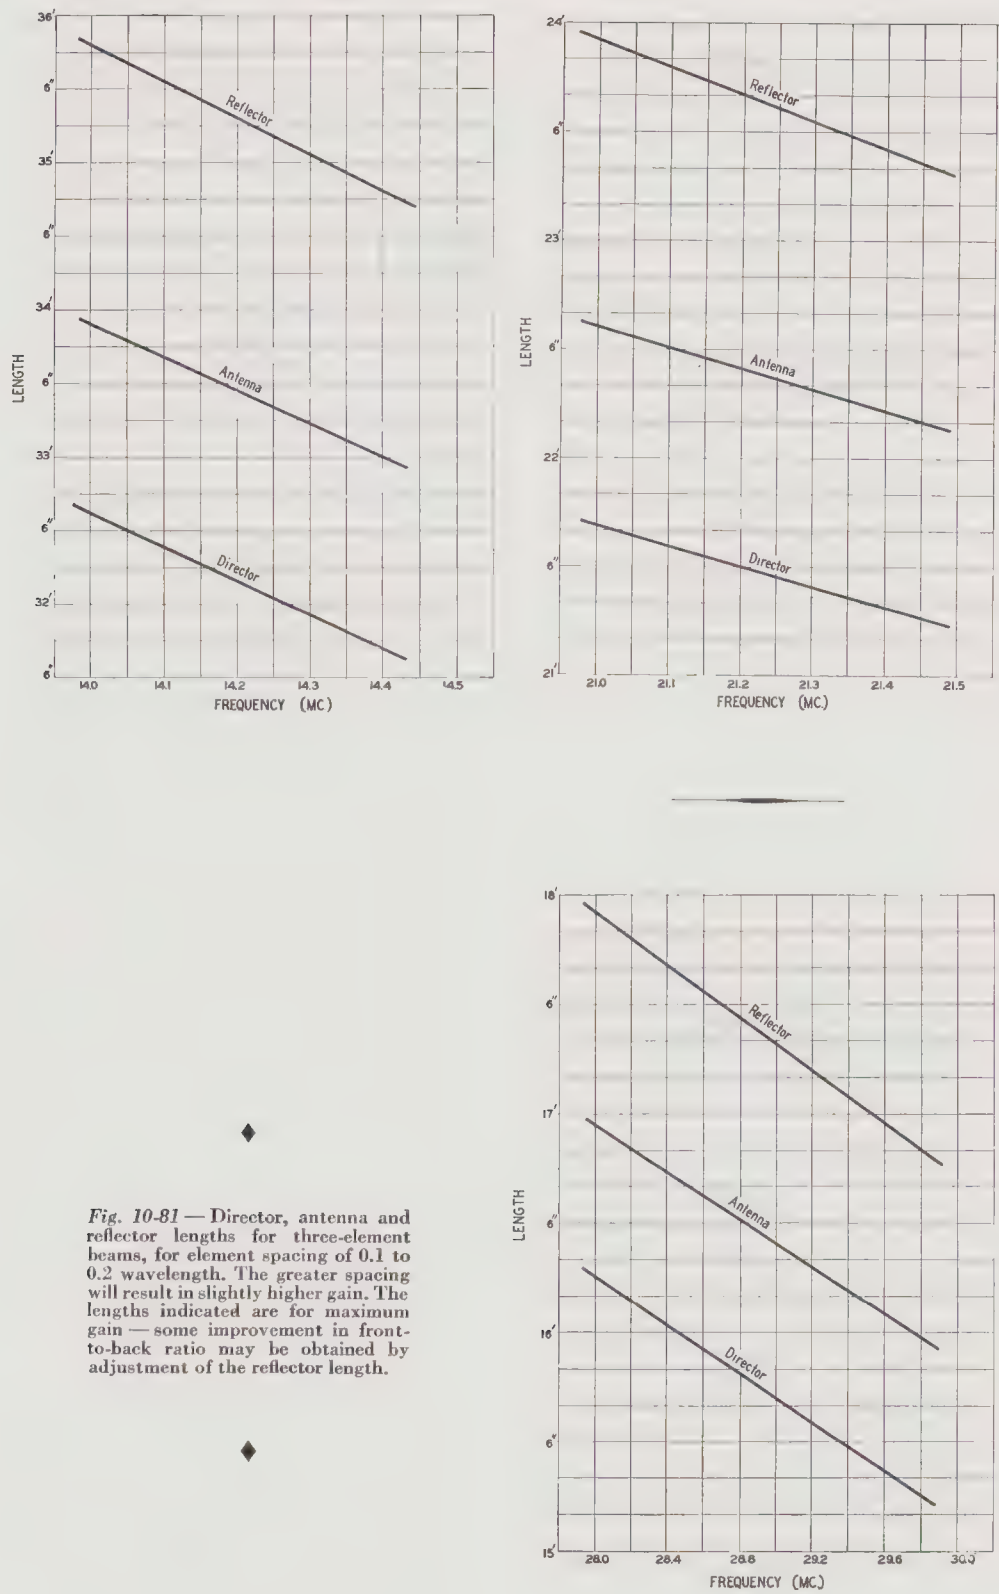 36'
6"
35'
6"
34'
6"
33'
6"
32'
6"
LENGTH
Reflector
Antenna
Director
14.0 14.1 14.2 14.3 14.4 14.5
FREQUENCY (MC.)
24'
6"
23'
6"
22'
6"
21'
LENGTH
Reflector
Antenna
Director
21.0 21.1 21.2 21.3 21.4 21.5
FREQUENCY (MC.)
18'
6"
17'
6"
16'
6"
15'
LENGTH
Reflector
Antenna
Director
28.0 28.4 28.8 29.2 29.6 30.0
FREQUENCY (MC.)
Fig. 10-81 — Director, antenna and
reflector lengths for three-element
beams, for element spacing of 0.1 to
0.2 wavelength. The greater spacing
will result in slightly higher gain. The
lengths indicated are for maximum
gain — some improvement in front-
to-back ratio may be obtained by
adjustment of the reflector length.